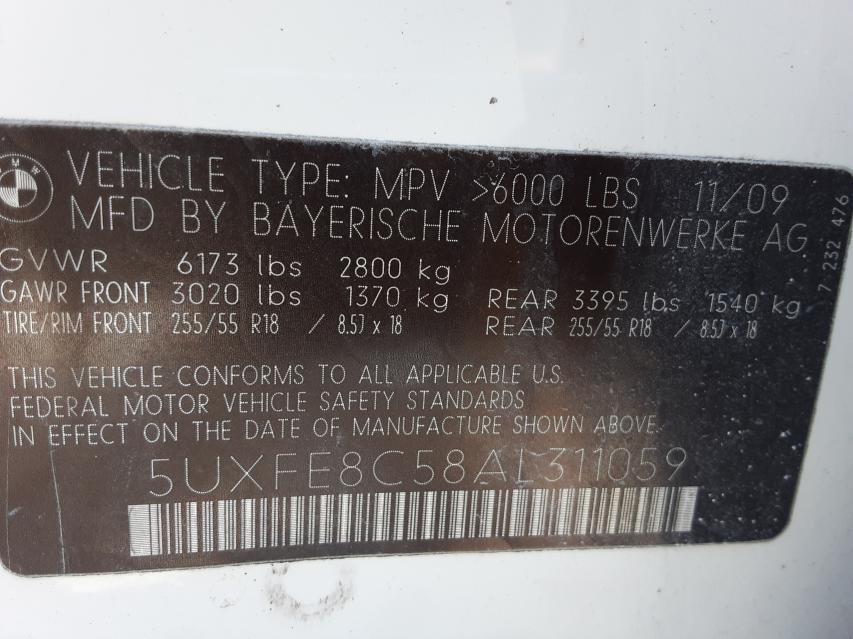 BMW
VEHICLE TYPE: MPV >6000 LBS 11/09
MFD BY BAYERISCHE MOTORENWERKE AG
GVWR 6173 lbs 2800 kg
GAWR FRONT 3020 lbs 1370 kg REAR 3395 lbs 1540 kg
TIRE/RIM FRONT 255/55 R18 / 8.5J x 18 REAR 255/55 R18 / 8.5J x 18
7 232 476
THIS VEHICLE CONFORMS TO ALL APPLICABLE U.S.
FEDERAL MOTOR VEHICLE SAFETY STANDARDS
IN EFFECT ON THE DATE OF MANUFACTURE SHOWN ABOVE.
5UXFE8C58AL311059